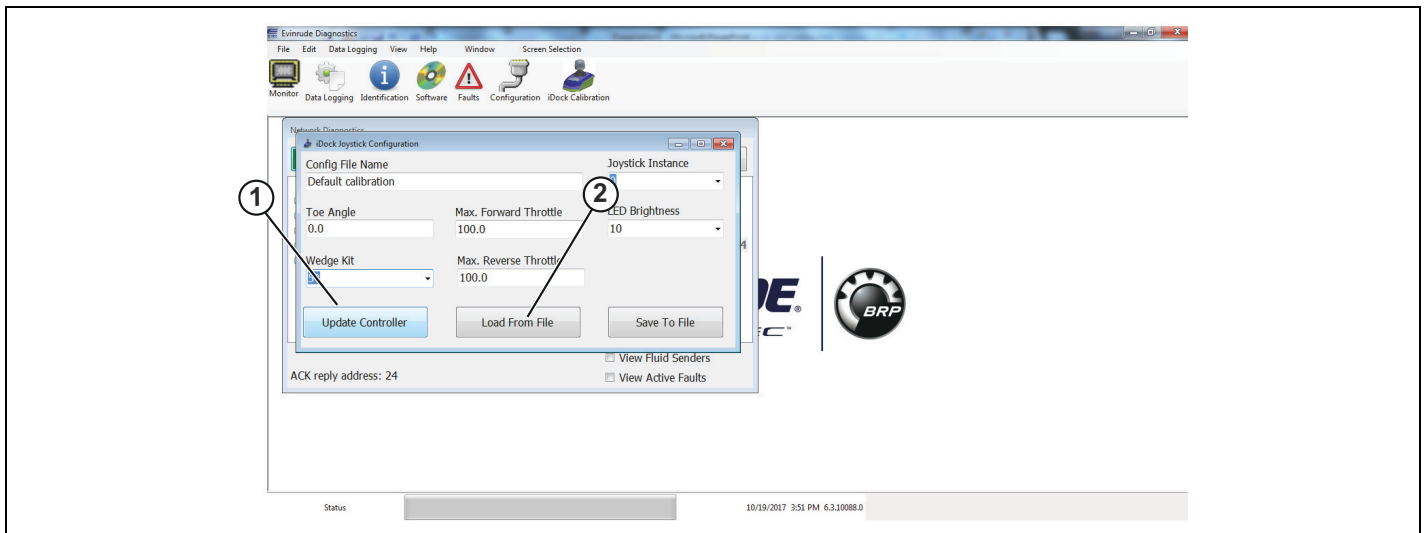 Evinrude Diagnostics
File Edit Data Logging View Help Window Screen Selection
Monitor Data Logging Identification Software Faults Configuration iDock Calibration
Network Diagnostics
iDock Joystick Configuration
Config File Name Joystick Instance
Default calibration
1 2
Toe Angle Max. Forward Throttle LED Brightness
0.0 100.0 10
4
Wedge Kit Max. Reverse Throttle
100.0
E.
BRP
Update Controller Load From File Save To File
View Fluid Senders
ACK reply address: 24 View Active Faults
Status 10/19/2017 3:51 PM 6.3.10088.0